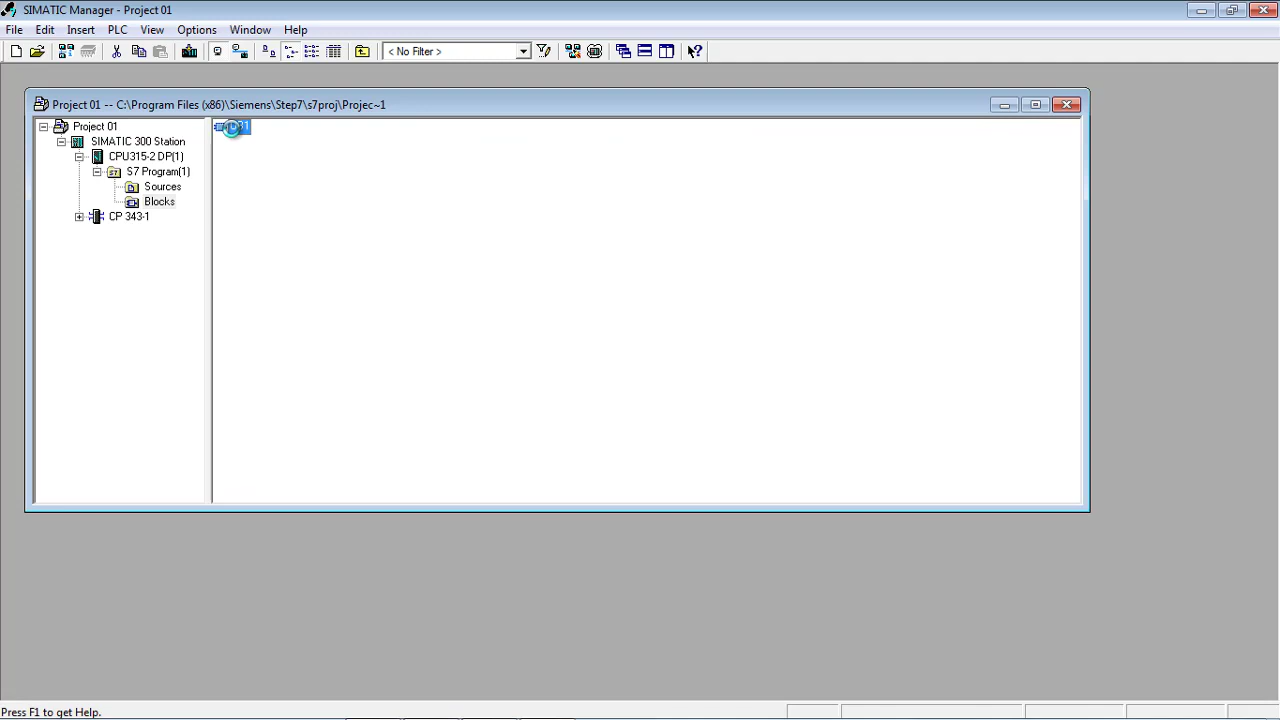 SIMATIC Manager - Project 01
File Edit Insert PLC View Options Window Help
< No Filter >
Project 01 -- C:\Program Files (x86)\Siemens\Step7\s7proj\Projec~1
Project 01
SIMATIC 300 Station
CPU315-2 DP(1)
S7 Program(1)
Sources
Blocks
CP 343-1
Press F1 to get Help.